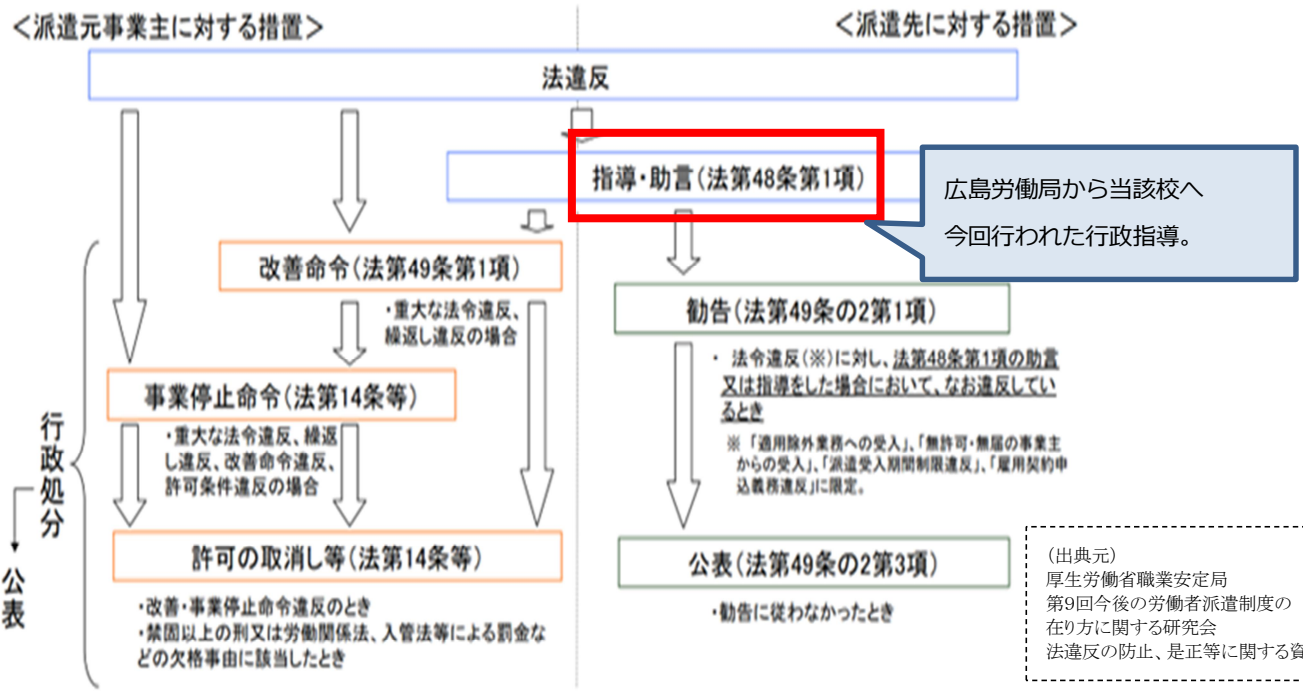 <派遣元事業主に対する措置>
<派遣先に対する措置>
法違反
指導・助言(法第48条第1項)
広島労働局から当該校へ
今回行われた行政指導。
改善命令(法第49条第1項)
・重大な法令違反、
繰返し違反の場合
事業停止命令(法第14条等)
・重大な法令違反、繰返
し違反、改善命令違反、
許可条件違反の場合
許可の取消し等(法第14条等)
・改善・事業停止命令違反のとき
・禁固以上の刑又は労働関係法、入管法等による罰金な
どの欠格事由に該当したとき
行政処分
公表
勧告(法第49条の2第1項)
・ 法令違反(※)に対し、法第48条第1項の助言
又は指導をした場合において、なお違反してい
るとき
※ 「適用除外業務への受入」、「無許可・無届の事業主
からの受入」、「派遣受入期間制限違反」、「雇用契約申
込義務違反」に限定。
公表(法第49条の2第3項)
・勧告に従わなかったとき
(出典元)
厚生労働省職業安定局
第9回今後の労働者派遣制度の
在り方に関する研究会
法違反の防止、是正等に関する資